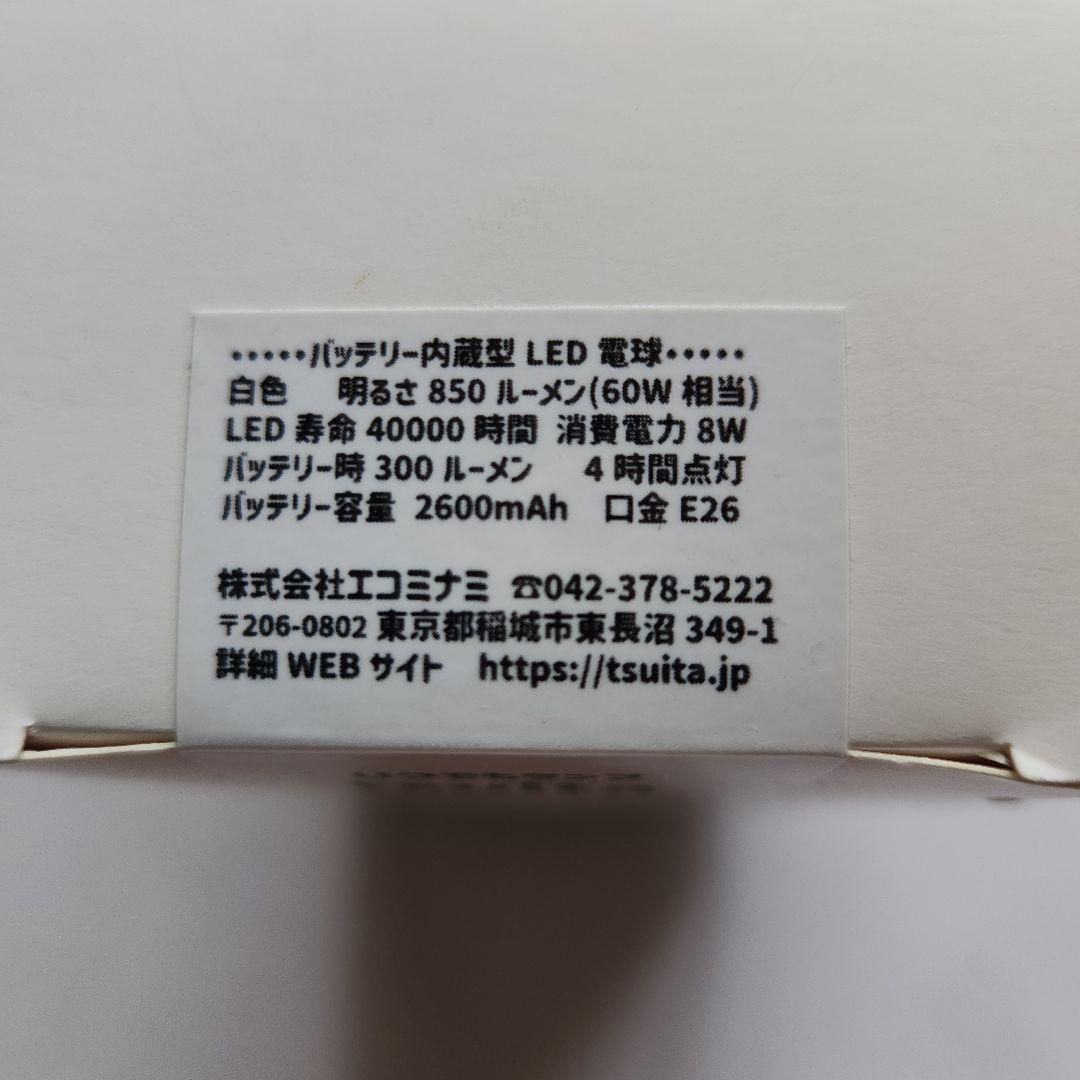 ・・・・・バッテリー内蔵型 LED 電球・・・・・
白色　明るさ 850 ルーメン(60W 相当)
LED 寿命 40000 時間 消費電力 8W
バッテリー時 300 ルーメン　4 時間点灯
バッテリー容量 2600mAh　口金 E26
株式会社エコミナミ ☎042-378-5222
〒206-0802 東京都稲城市東長沼 349-1
詳細 WEB サイト　https://tsuita.jp